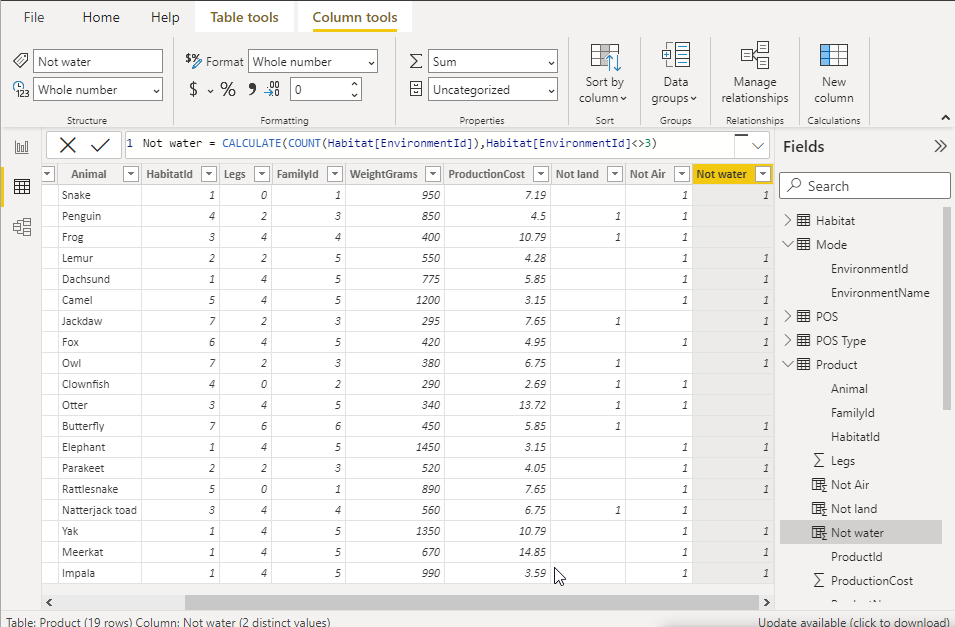 File Home Help Table tools Column tools
Not water $% Format Whole number Sum Sort by column Data groups Manage relationships New column
123 Whole number $ % 9 .00 0 Uncategorized
Structure Formatting Properties Sort Groups Relationships Calculations
1 Not water = CALCULATE(COUNT(Habitat[EnvironmentId]),Habitat[EnvironmentId]<>3)
Animal HabitatId Legs FamilyId WeightGrams ProductionCost Not land Not Air Not water
Snake 1 0 1 950 7.19 1 1
Penguin 4 2 3 850 4.5 1 1
Frog 3 4 4 400 10.79 1 1
Lemur 2 2 5 550 4.28 1 1
Dachsund 1 4 5 775 5.85 1 1
Camel 5 4 5 1200 3.15 1 1
Jackdaw 7 2 3 295 7.65 1 1
Fox 6 4 5 420 4.95 1 1
Owl 7 2 3 380 6.75 1 1
Clownfish 4 0 2 290 2.69 1 1
Otter 3 4 5 340 13.72 1 1
Butterfly 7 6 6 450 5.85 1 1
Elephant 1 4 5 1450 3.15 1 1
Parakeet 2 2 3 520 4.05 1 1
Rattlesnake 5 0 1 890 7.65 1 1
Natterjack toad 3 4 4 560 6.75 1 1
Yak 1 4 5 1350 10.79 1 1
Meerkat 1 4 5 670 14.85 1 1
Impala 1 4 5 990 3.59 1 1
Fields
Search
Habitat
Mode
EnvironmentId
EnvironmentName
POS
POS Type
Product
Animal
FamilyId
HabitatId
Legs
Not Air
Not land
Not water
ProductId
ProductionCost
Table: Product (19 rows) Column: Not water (2 distinct values) Update available (click to download)